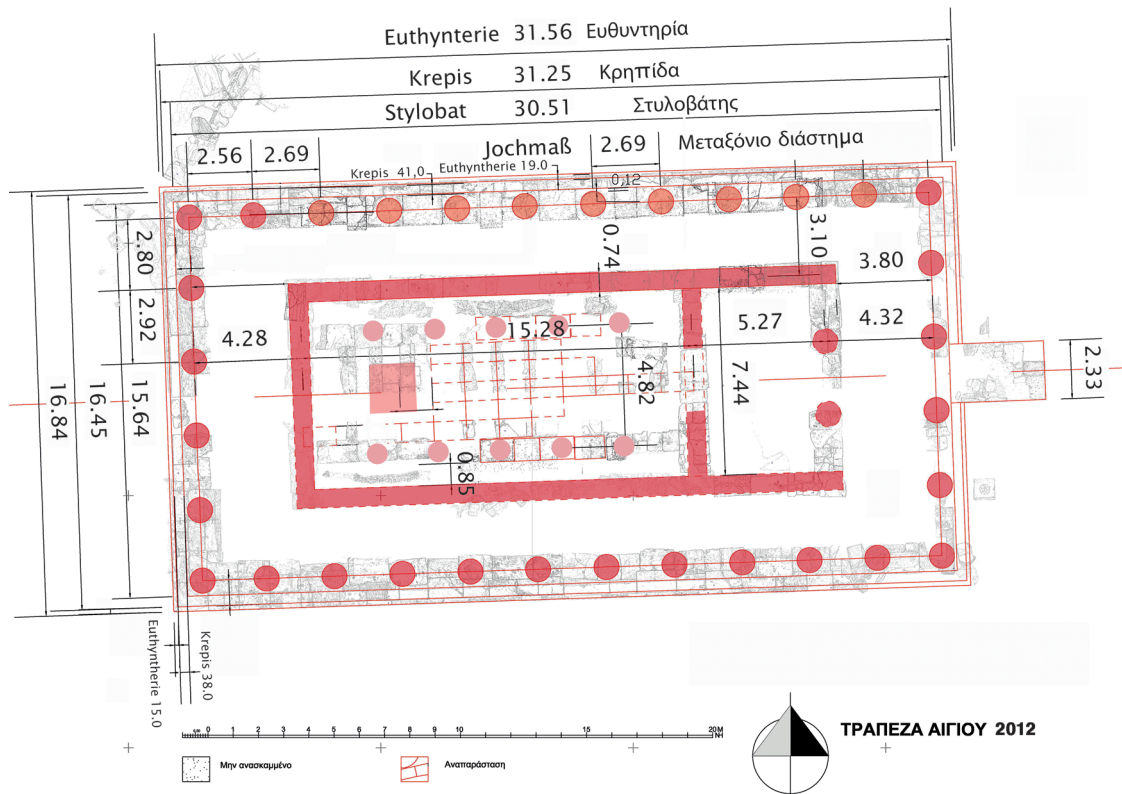 Euthynterie 31.56 Ευθυντηρία
Krepis 31.25 Κρηπίδα
Stylobat 30.51 Στυλοβάτης
2.56 2.69 Jochmaß 2.69 Μεταξόνιο διάστημα
Krepis 41,0 Euthyntherie 19.0
0.12
2.80
0.74
3.10
3.80
2.92
4.28
15.28
5.27
4.32
16.84
16.45
15.64
4.82
7.44
2.33
0.85
Euthyntherie 15.0
Krepis 38.0
0 1 2 3 4 5 6 7 8 9 10 15 20M
ΤΡΑΠΕΖΑ ΑΙΓΙΟΥ 2012
Μην ανασκαμμένο
Αναπαράσταση